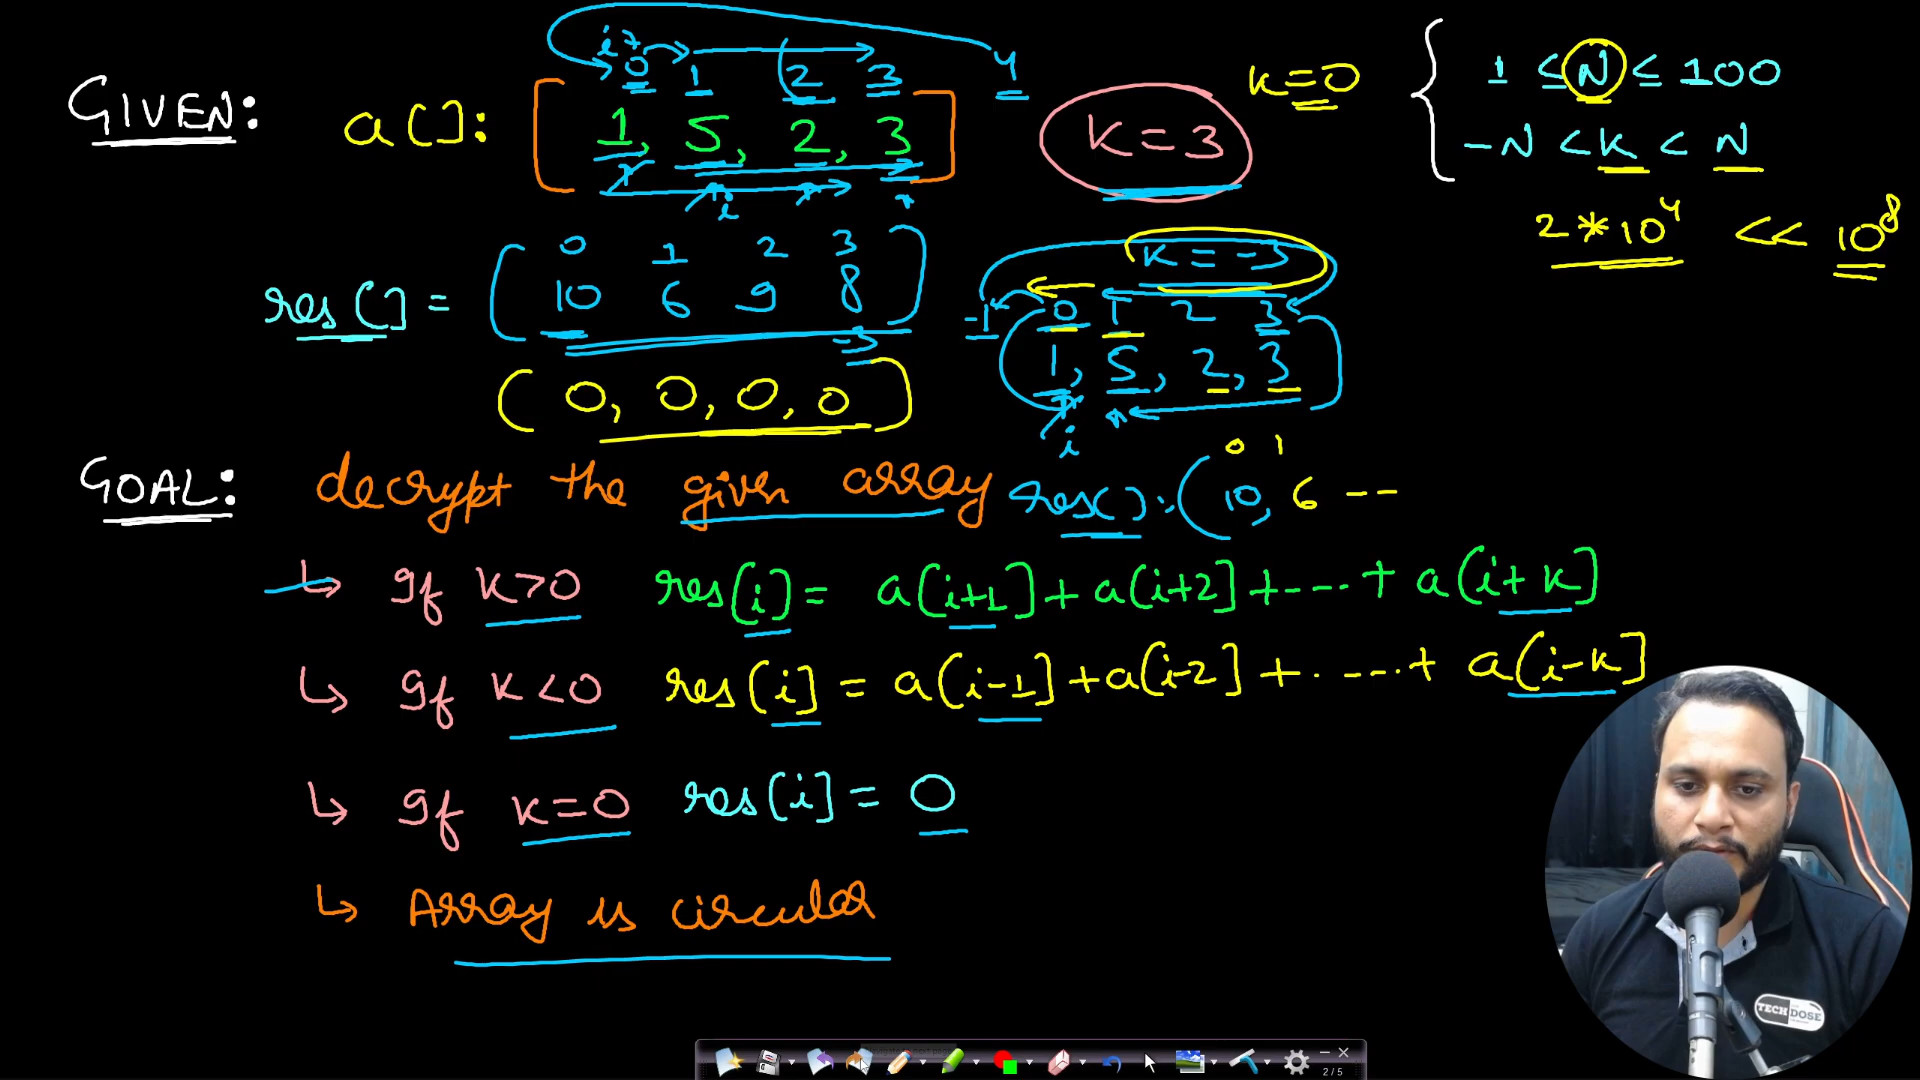 i→
0 1 2 3 4
GIVEN: a[]: [1, 5, 2, 3]
i
K=3
K=0
1 ≤ N ≤ 100
-N < K < N
2*10^4 << 10^8
0 1 2 3
res[] = [10 6 9 8]
-3
[0, 0, 0, 0]
K = -3
-1 0 1 2 3
[1, 5, 2, 3]
i
GOAL: decrypt the given array
0 1
res[]: [10, 6 --
↳ If K>0 res[i] = a[i+1] + a[i+2] + ---- + a[i+K]
↳ If K<0 res[i] = a[i-1] + a[i-2] + ----- + a[i-K]
↳ If K=0 res[i] = 0
↳ Array is circular
TECH DOSE
2/5